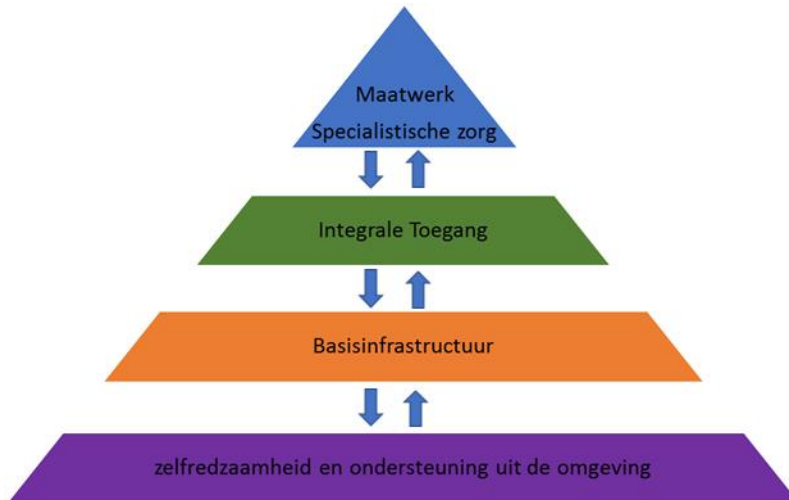 Maatwerk
Specialistische zorg
Integrale Toegang
Basisinfrastructuur
zelfredzaamheid en ondersteuning uit de omgeving